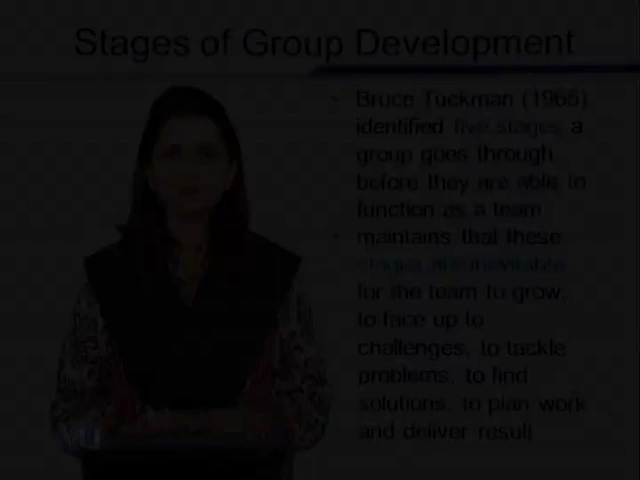 Stages of Group Development
• Bruce Tuckman (1965)
identified five stages a
group goes through
before they are able to
function as a team
• maintains that these
stages are inevitable
for the team to grow,
to face up to
challenges, to tackle
problems, to find
solutions, to plan work
and deliver result